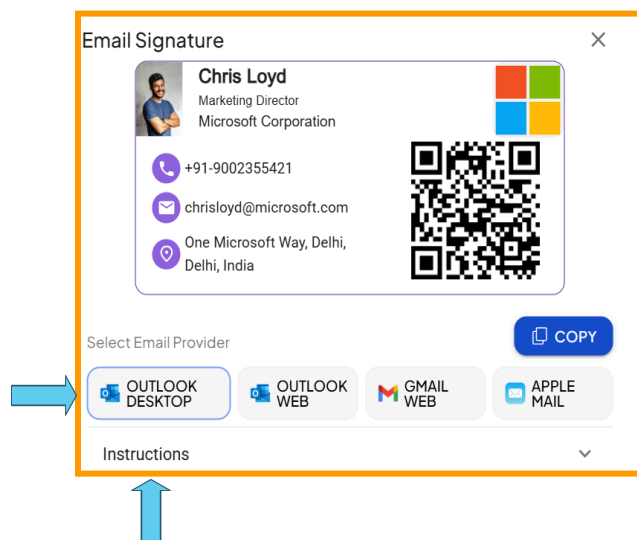 Email Signature
Chris Loyd
Marketing Director
Microsoft Corporation
+91-9002355421
chrisloyd@microsoft.com
One Microsoft Way, Delhi,
Delhi, India
Select Email Provider
COPY
OUTLOOK
DESKTOP
OUTLOOK
WEB
GMAIL
WEB
APPLE
MAIL
Instructions